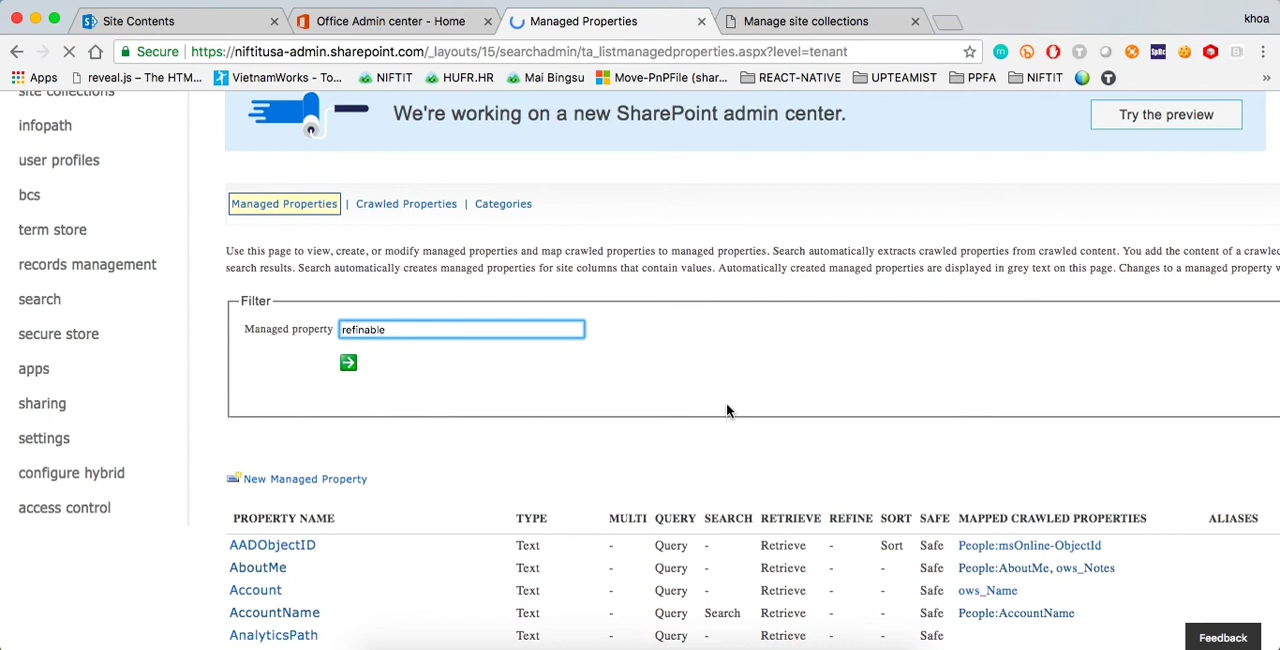 Site Contents
Office Admin center - Home
Managed Properties
Manage site collections
khoa
Secure https://niftitusa-admin.sharepoint.com/_layouts/15/searchadmin/ta_listmanagedproperties.aspx?level=tenant
Apps reveal.js – The HTM... VietnamWorks - To... NIFTIT HUFR.HR Mai Bingsu Move-PnPFile (shar... REACT-NATIVE UPTEAMIST PPFA NIFTIT
site collections
infopath
user profiles
bcs
term store
records management
search
secure store
apps
sharing
settings
configure hybrid
access control
We're working on a new SharePoint admin center.
Try the preview
Managed Properties | Crawled Properties | Categories
Use this page to view, create, or modify managed properties and map crawled properties to managed properties. Search automatically extracts crawled properties from crawled content. You add the content of a crawled
search results. Search automatically creates managed properties for site columns that contain values. Automatically created managed properties are displayed in grey text on this page. Changes to a managed property
Filter
Managed property refinable
New Managed Property
PROPERTY NAME TYPE MULTI QUERY SEARCH RETRIEVE REFINE SORT SAFE MAPPED CRAWLED PROPERTIES ALIASES
AADObjectID Text - Query - Retrieve - Sort Safe People:msOnline-ObjectId
AboutMe Text - Query - Retrieve - - Safe People:AboutMe, ows_Notes
Account Text - Query - Retrieve - - Safe ows_Name
AccountName Text - Query Search Retrieve - - Safe People:AccountName
AnalyticsPath Text - Query - Retrieve - - Safe
Feedback